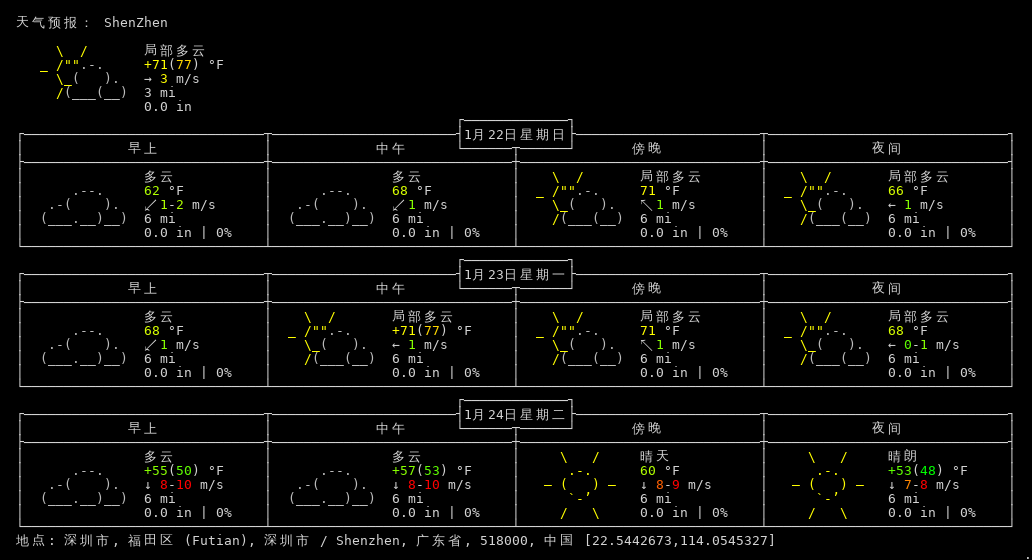 天气预报： ShenZhen
局部多云
+71(77) °F
→ 3 m/s
3 mi
0.0 in
1月22日星期日
早上 中午 傍晚 夜间
多云 多云 局部多云 局部多云
62 °F 68 °F 71 °F 66 °F
↙ 1-2 m/s ↙ 1 m/s ↖ 1 m/s ← 1 m/s
6 mi 6 mi 6 mi 6 mi
0.0 in | 0% 0.0 in | 0% 0.0 in | 0% 0.0 in | 0%
1月23日星期一
早上 中午 傍晚 夜间
多云 局部多云 局部多云 局部多云
68 °F +71(77) °F 71 °F 68 °F
↙ 1 m/s ← 1 m/s ↖ 1 m/s ← 0-1 m/s
6 mi 6 mi 6 mi 6 mi
0.0 in | 0% 0.0 in | 0% 0.0 in | 0% 0.0 in | 0%
1月24日星期二
早上 中午 傍晚 夜间
多云 多云 晴天 晴朗
+55(50) °F +57(53) °F 60 °F +53(48) °F
↓ 8-10 m/s ↓ 8-10 m/s ↓ 8-9 m/s ↓ 7-8 m/s
6 mi 6 mi 6 mi 6 mi
0.0 in | 0% 0.0 in | 0% 0.0 in | 0% 0.0 in | 0%
地点: 深圳市, 福田区 (Futian), 深圳市 / Shenzhen, 广东省, 518000, 中国 [22.5442673,114.0545327]